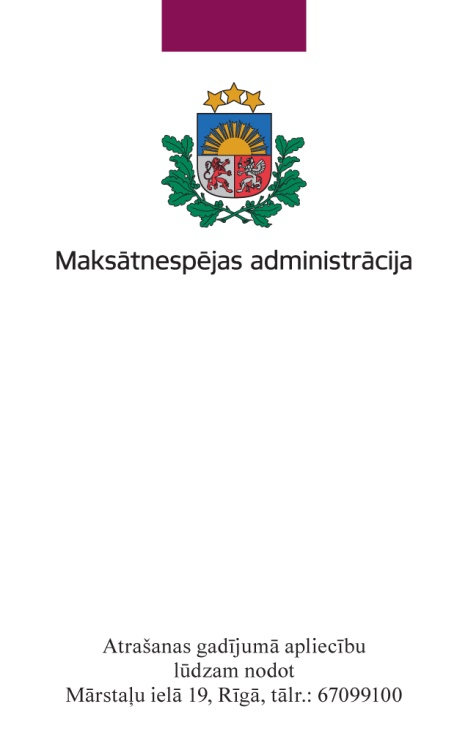 Maksātnespējas administrācija
Atrašanas gadījumā apliecību
lūdzam nodot
Mārstaļu ielā 19, Rīgā, tālr.: 67099100